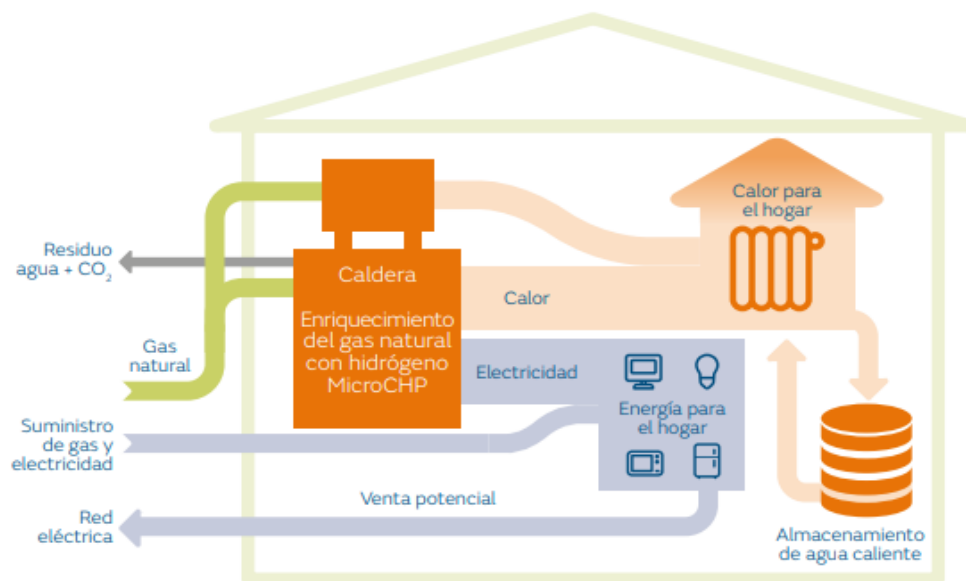 Calor para
el hogar
Residuo
agua + CO₂
Caldera
Enriquecimiento
del gas natural
con hidrógeno
MicroCHP
Calor
Gas
natural
Electricidad
Energía para
el hogar
Suministro
de gas y
electricidad
Venta potencial
Red
eléctrica
Almacenamiento
de agua caliente